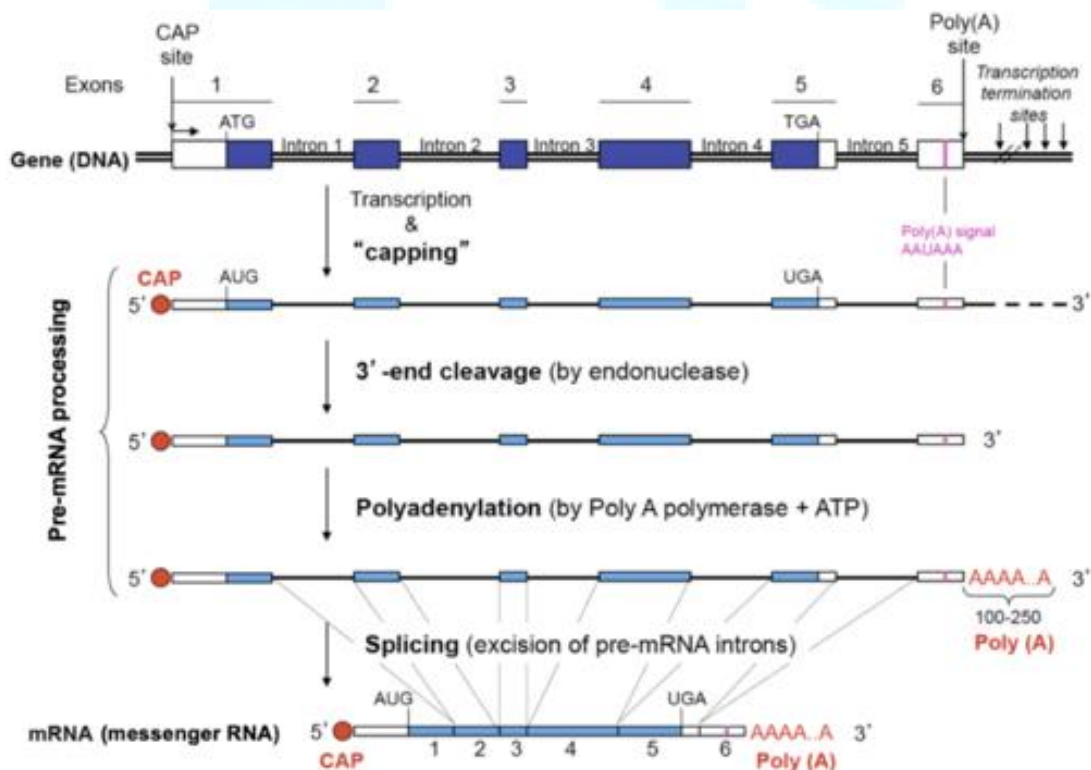 CAP
site
Poly(A)
site
Exons 1 2 3 4 5 6
Transcription
termination
sites
ATG TGA
Gene (DNA) Intron 1 Intron 2 Intron 3 Intron 4 Intron 5
Transcription
&
"capping"
Poly(A) signal
AAUAAA
CAP AUG UGA
5' 3'
3'-end cleavage (by endonuclease)
5' 3'
Polyadenylation (by Poly A polymerase + ATP)
5' AAAA..A 3'
100-250
Poly (A)
Splicing (excision of pre-mRNA introns)
Pre-mRNA processing
AUG UGA
mRNA (messenger RNA) 5' AAAA..A 3'
1 2 3 4 5 6
CAP Poly (A)